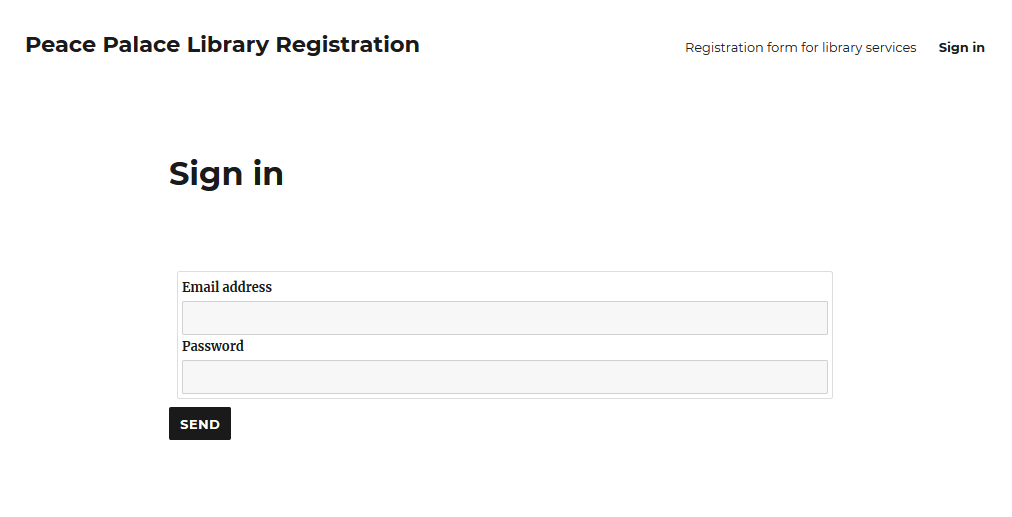 Peace Palace Library Registration
Registration form for library services
Sign in
Sign in
Email address
Password
SEND